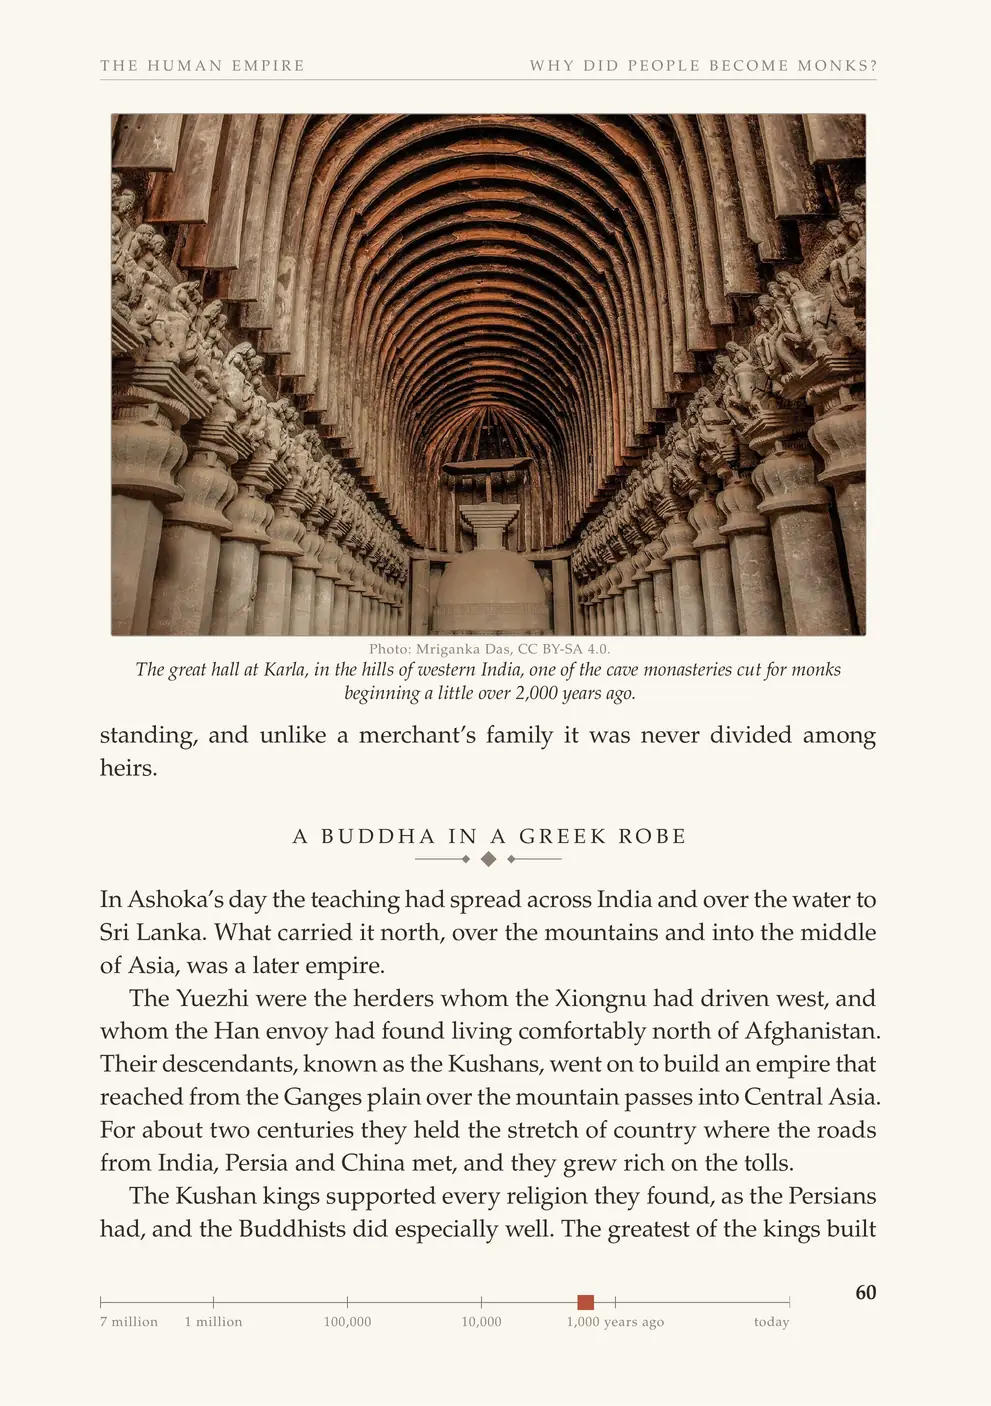 THE HUMAN EMPIRE
WHY DID PEOPLE BECOME MONKS?
Photo: Mriganka Das, CC BY-SA 4.0.
The great hall at Karla, in the hills of western India, one of the cave monasteries cut for monks
beginning a little over 2,000 years ago.
standing, and unlike a merchant’s family it was never divided among
heirs.
A BUDDHA IN A GREEK ROBE
In Ashoka’s day the teaching had spread across India and over the water to
Sri Lanka. What carried it north, over the mountains and into the middle
of Asia, was a later empire.
The Yuezhi were the herders whom the Xiongnu had driven west, and
whom the Han envoy had found living comfortably north of Afghanistan.
Their descendants, known as the Kushans, went on to build an empire that
reached from the Ganges plain over the mountain passes into Central Asia.
For about two centuries they held the stretch of country where the roads
from India, Persia and China met, and they grew rich on the tolls.
The Kushan kings supported every religion they found, as the Persians
had, and the Buddhists did especially well. The greatest of the kings built
60
7 million 1 million 100,000 10,000 1,000 years ago today